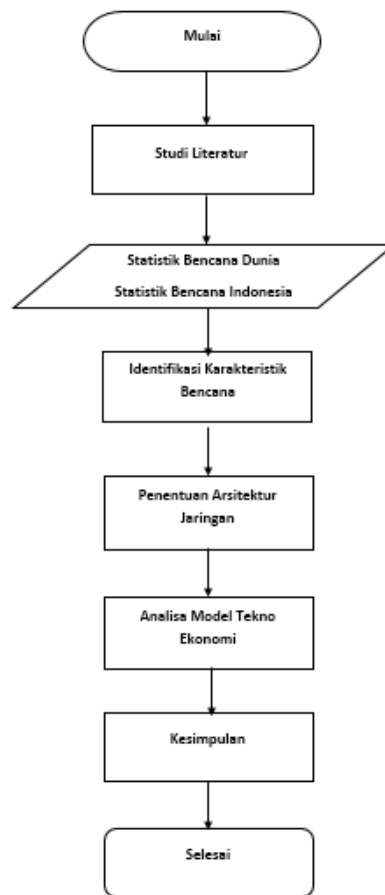 Mulai
Studi Literatur
Statistik Bencana Dunia
Statistik Bencana Indonesia
Identifikasi Karakteristik
Bencana
Penentuan Arsitektur
Jaringan
Analisa Model Tekno
Ekonomi
Kesimpulan
Selesai